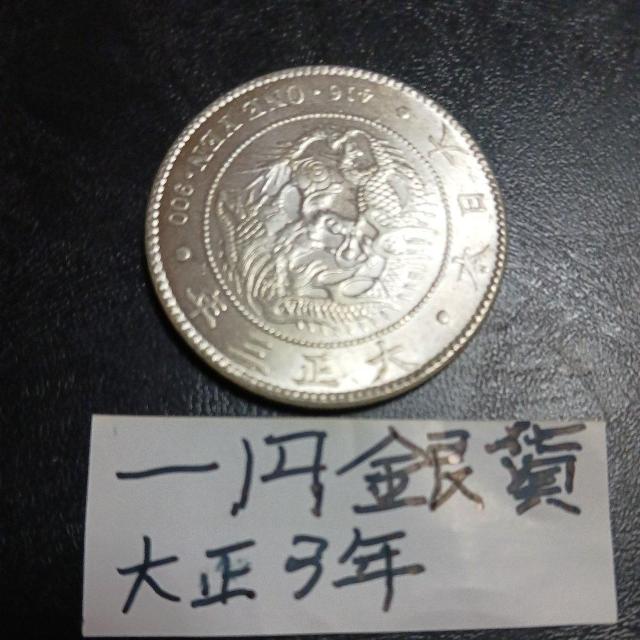 大日本
大正三年
416・ONE YEN・900
一円銀貨
大正3年